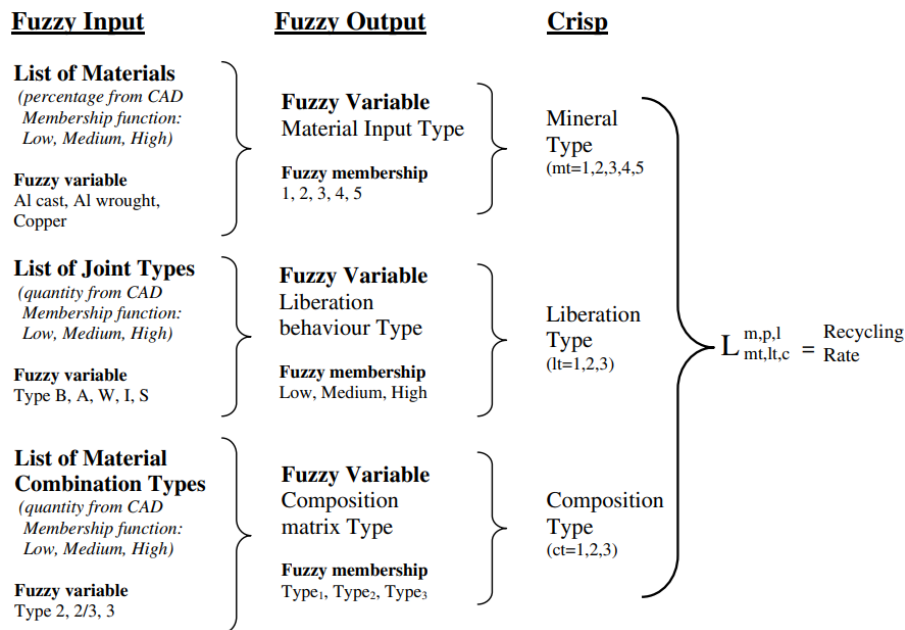 Fuzzy Input
Fuzzy Output
Crisp
List of Materials
(percentage from CAD
Membership function:
Low, Medium, High)
Fuzzy variable
Al cast, Al wrought,
Copper
Fuzzy Variable
Material Input Type
Fuzzy membership
1, 2, 3, 4, 5
Mineral
Type
(mt=1,2,3,4,5
List of Joint Types
(quantity from CAD
Membership function:
Low, Medium, High)
Fuzzy variable
Type B, A, W, I, S
Fuzzy Variable
Liberation
behaviour Type
Fuzzy membership
Low, Medium, High
Liberation
Type
(lt=1,2,3)
L m,p,l mt,lt,c = Recycling
Rate
List of Material
Combination Types
(quantity from CAD
Membership function:
Low, Medium, High)
Fuzzy variable
Type 2, 2/3, 3
Fuzzy Variable
Composition
matrix Type
Fuzzy membership
Type₁, Type₂, Type₃
Composition
Type
(ct=1,2,3)